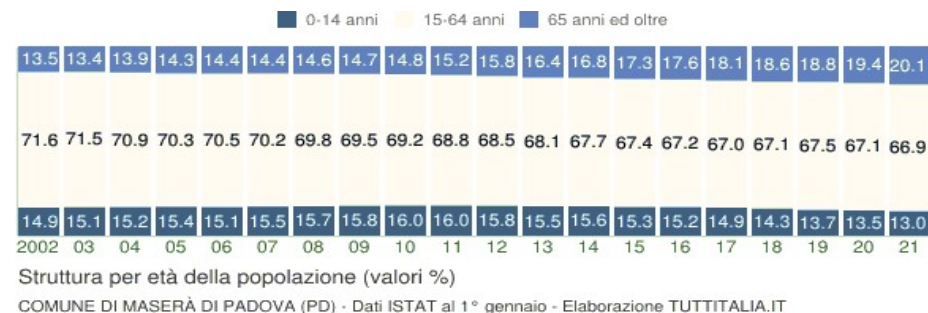 0-14 anni 15-64 anni 65 anni ed oltre
13.5 13.4 13.9 14.3 14.4 14.4 14.6 14.7 14.8 15.2 15.8 16.4 16.8 17.3 17.6 18.1 18.6 18.8 19.4 20.1
71.6 71.5 70.9 70.3 70.5 70.2 69.8 69.5 69.2 68.8 68.5 68.1 67.7 67.4 67.2 67.0 67.1 67.5 67.1 66.9
14.9 15.1 15.2 15.4 15.1 15.5 15.7 15.8 16.0 16.0 15.8 15.5 15.6 15.3 15.2 14.9 14.3 13.7 13.5 13.0
2002 03 04 05 06 07 08 09 10 11 12 13 14 15 16 17 18 19 20 21
Struttura per età della popolazione (valori %)
COMUNE DI MASERÀ DI PADOVA (PD) - Dati ISTAT al 1° gennaio - Elaborazione TUTTITALIA.IT